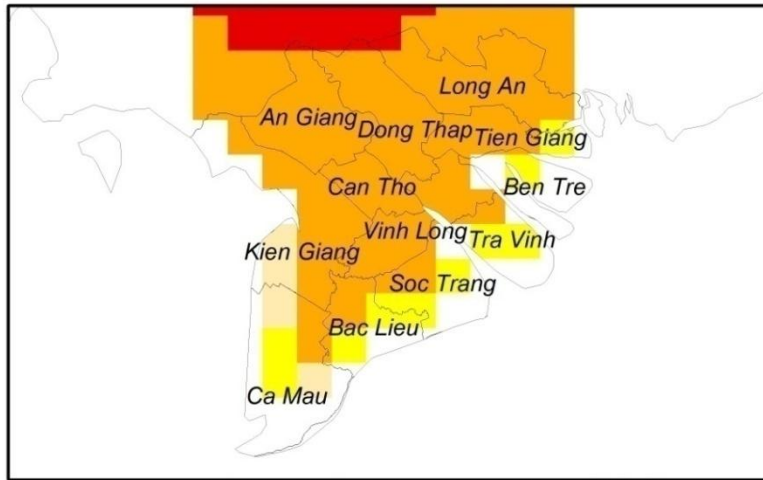 Long An
An Giang
Dong Thap
Tien Giang
Can Tho
Ben Tre
Vinh Long
Tra Vinh
Kien Giang
Soc Trang
Bac Lieu
Ca Mau